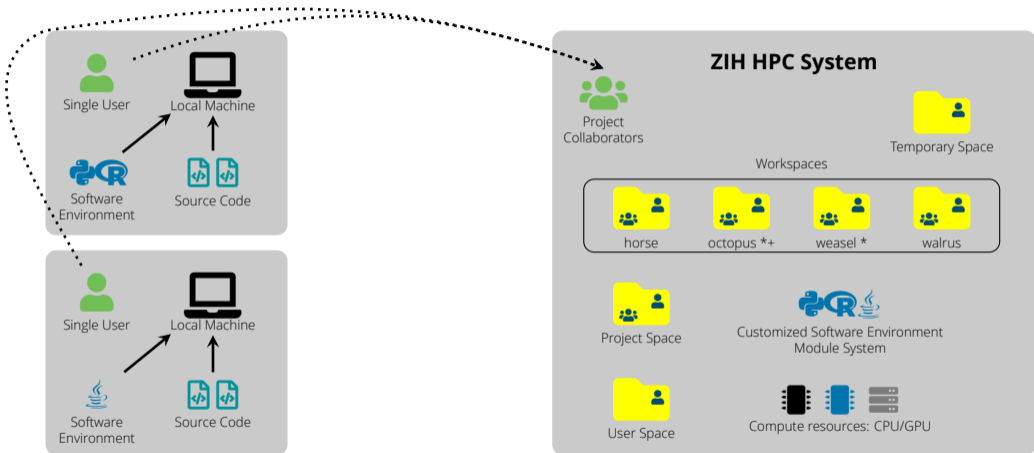 Single User
Local Machine
Software
Environment
Source Code
Single User
Local Machine
Software
Environment
Source Code
ZIH HPC System
Project
Collaborators
Temporary Space
Workspaces
horse
octopus *+
weasel *
walrus
Project Space
Customized Software Environment
Module System
User Space
Compute resources: CPU/GPU